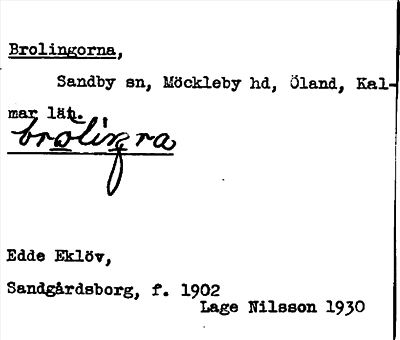 Brolingorna,
Sandby sn, Möckleby hd, Öland, Kal-
mar län.
brolingra
Edde Eklöv,
Sandgårdsborg, f. 1902
Lage Nilsson 1930